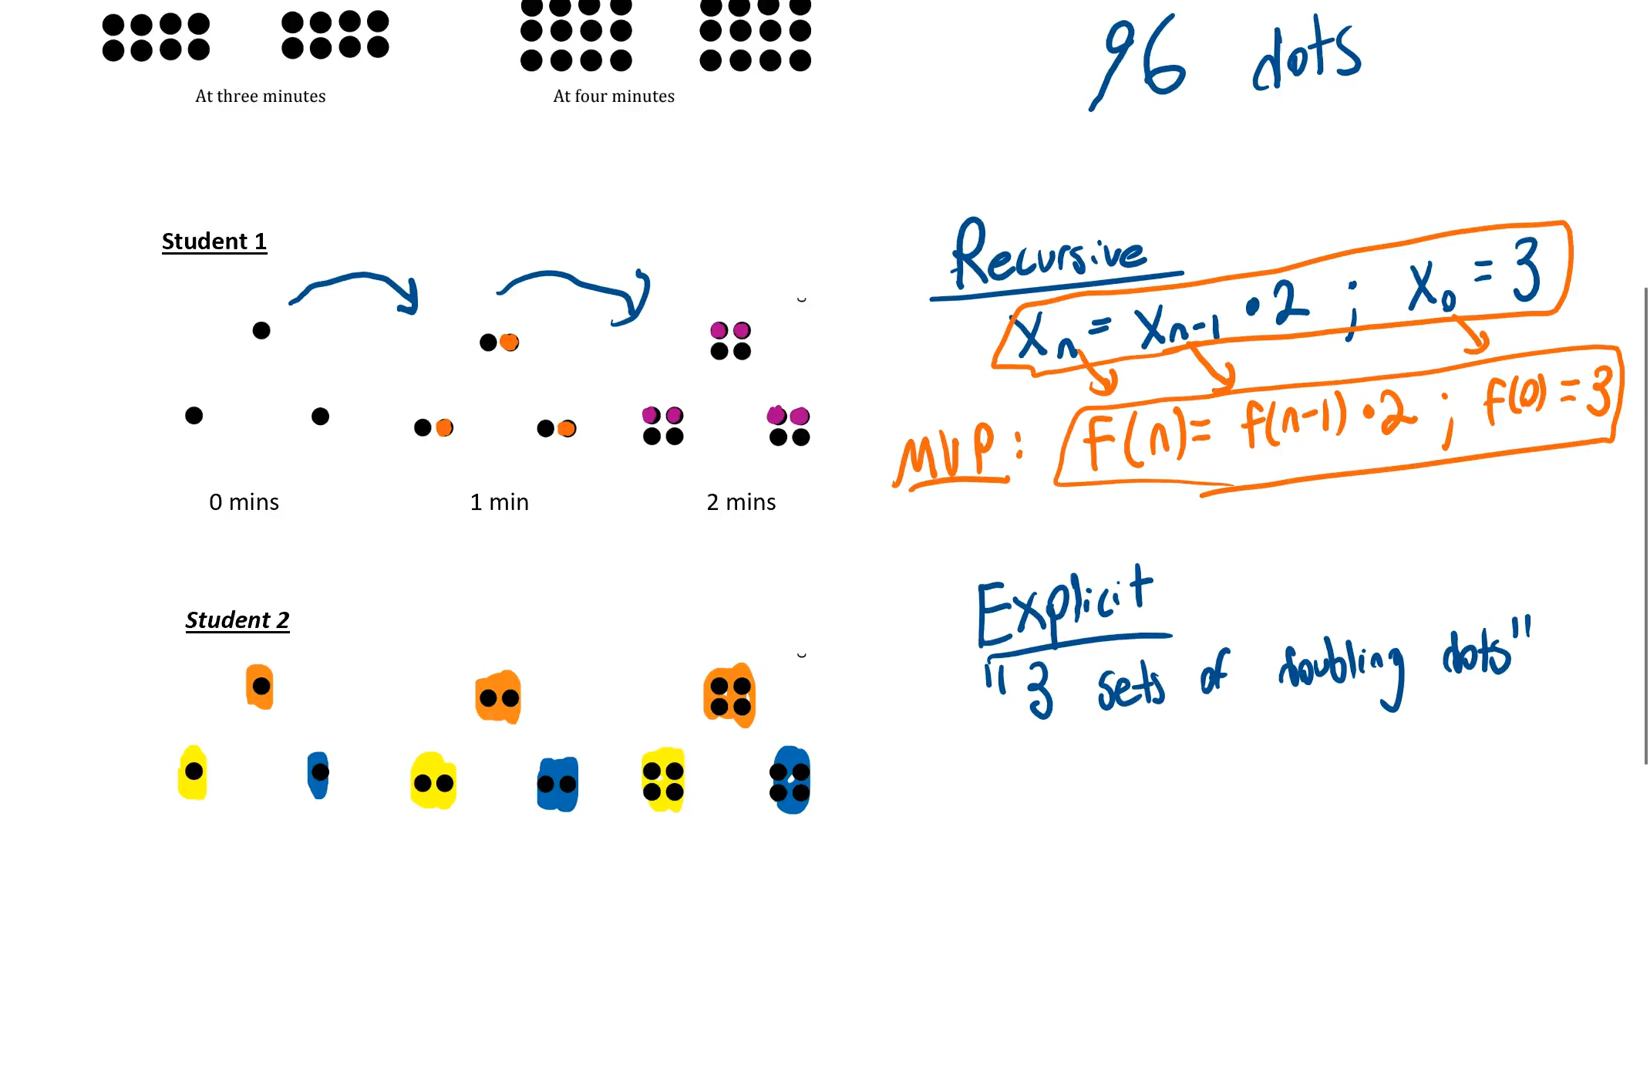 96 dots
At three minutes
At four minutes
Student 1
0 mins
1 min
2 mins
Recursive
Xn = Xn-1 • 2 ; X0 = 3
MVP: F(n) = f(n-1) • 2 ; f(0) = 3
Student 2
Explicit
"3 sets of doubling dots"